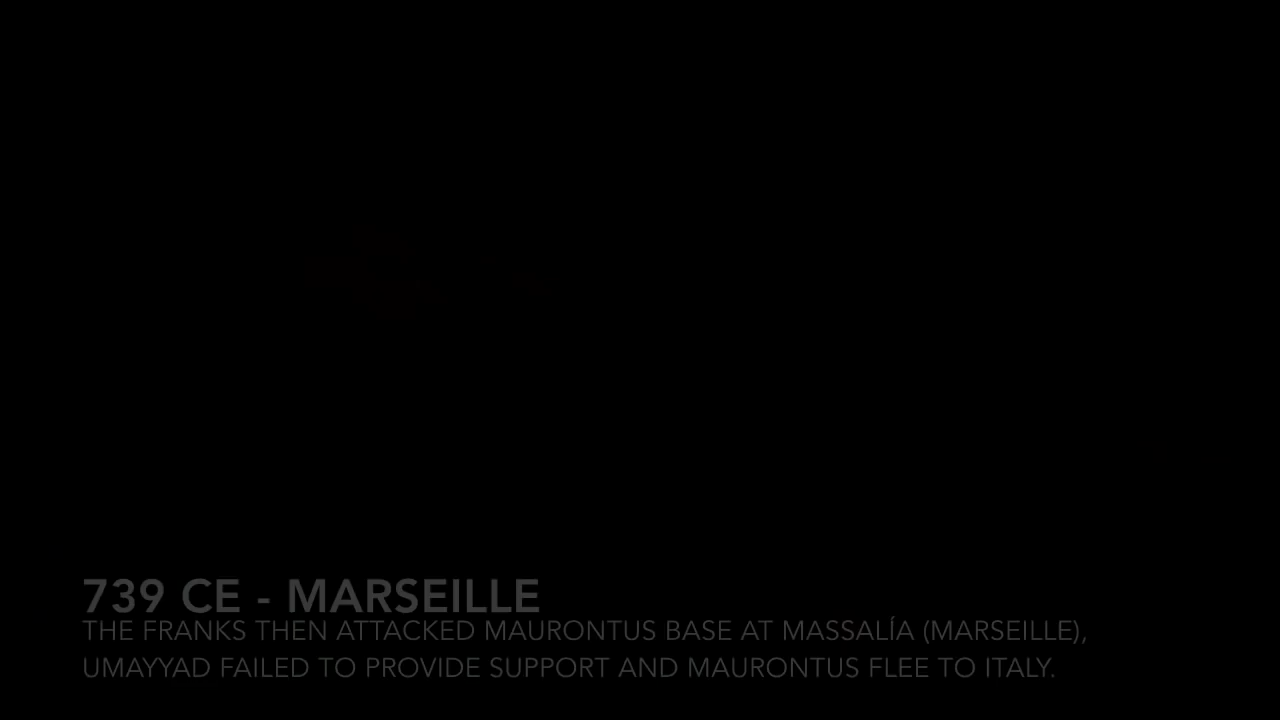 739 CE - MARSEILLE
THE FRANKS THEN ATTACKED MAURONTUS BASE AT MASSALÍA (MARSEILLE),
UMAYYAD FAILED TO PROVIDE SUPPORT AND MAURONTUS FLEE TO ITALY.